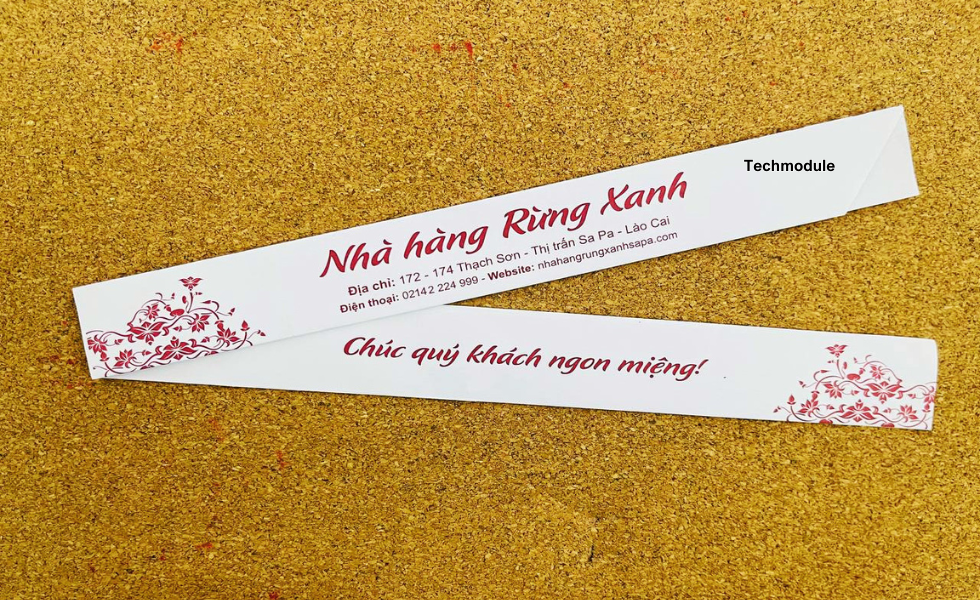 Techmodule
Nhà hàng Rừng Xanh
Địa chỉ: 172 - 174 Thạch Sơn - Thị trấn Sa Pa - Lào Cai
Điện thoại: 02142 224 999 - Website: nhahangrungxanhsapa.com
Chúc quý khách ngon miệng!